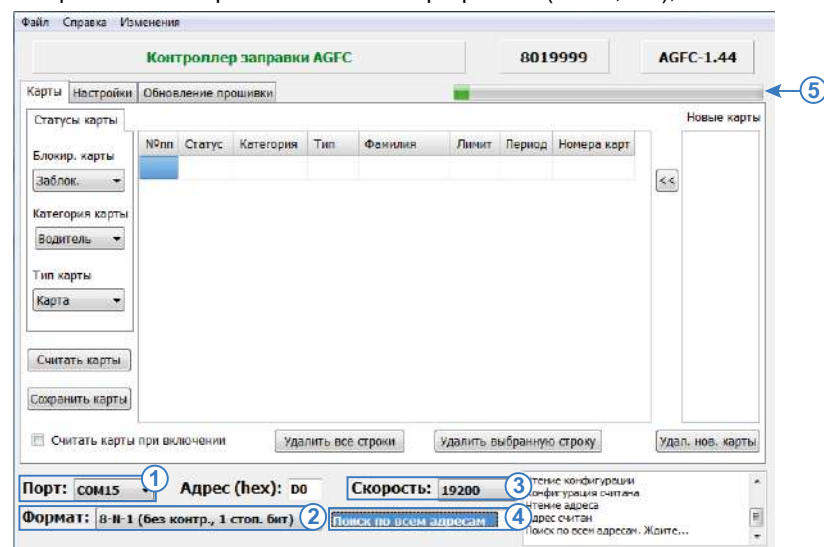 Файл Справка Изменения
Контроллер заправки AGFC 8019999 AGFC-1.44
Карты Настройки Обновление прошивки 5
Статусы карты Новые карты
№пп Статус Категория Тип Фамилия Лимит Период Номера карт
Блокир. карты
Заблок. <<
Категория карты
Водитель
Тип карты
Карта
Считать карты
Сохранить карты
Считать карты при включении Удалить все строки Удалить выбранную строку Удал. нов. карты
Порт: COM15 1 Адрес (hex): D0 Скорость: 19200 3
Формат: 8-N-1 (без контр., 1 стоп. бит) 2 Поиск по всем адресам 4
Чтение конфигурации
Конфигурация считана
Чтение адреса
Адрес считан
Поиск по всем адресам. Ждите...